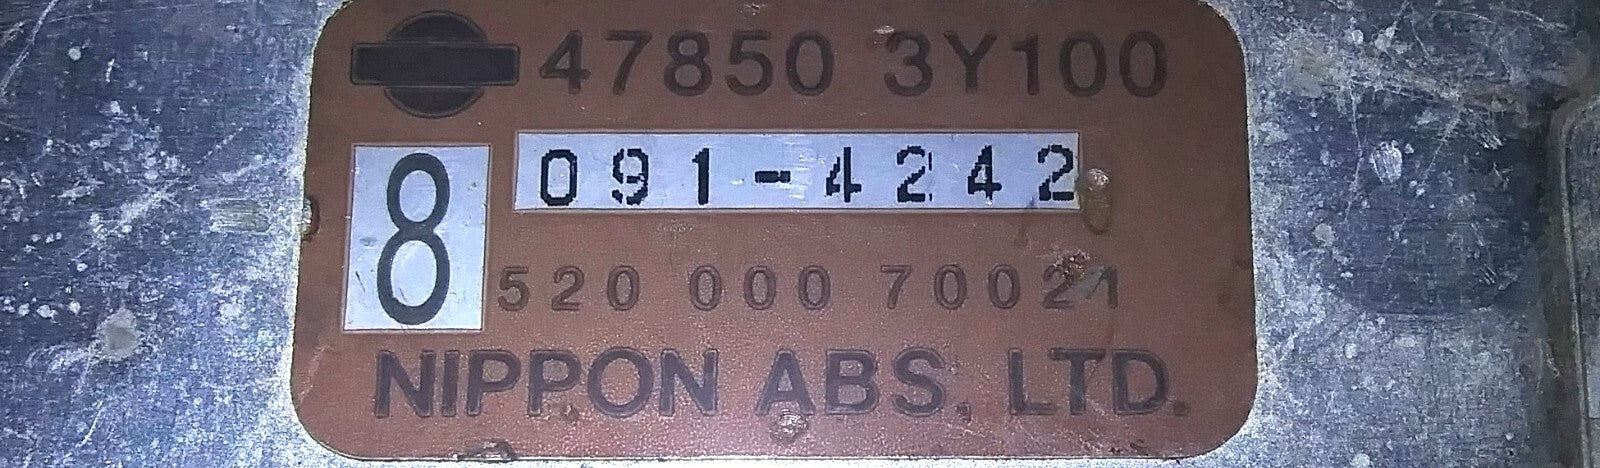 47850 3Y100
091-4242
8
520 000 70021
NIPPON ABS. LTD.